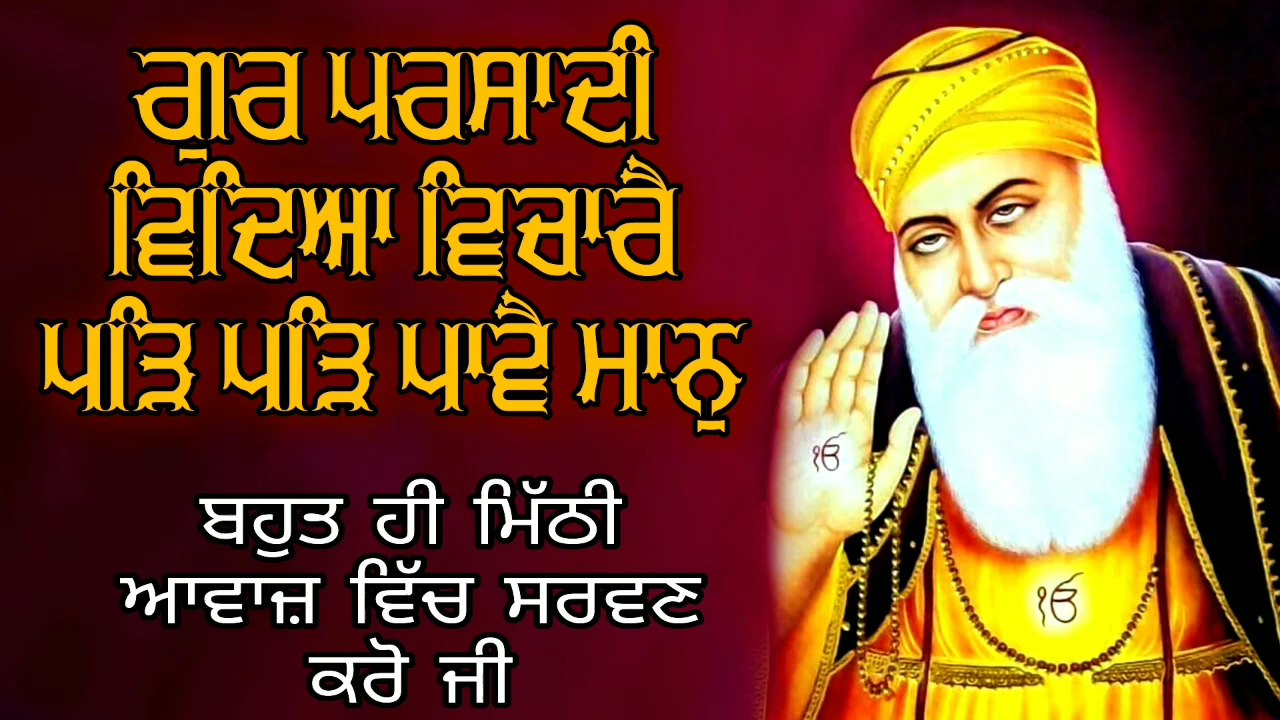 ਗੁਰ ਪਰਸਾਦੀ
ਵਿਦਿਆ ਵਿਚਾਰੈ
ਪੜਿ ਪੜਿ ਪਾਵੈ ਮਾਨੁ
ਬਹੁਤ ਹੀ ਮਿੱਠੀ
ਆਵਾਜ਼ ਵਿੱਚ ਸਰਵਣ
ਕਰੋ ਜੀ
ੴ
ੴ